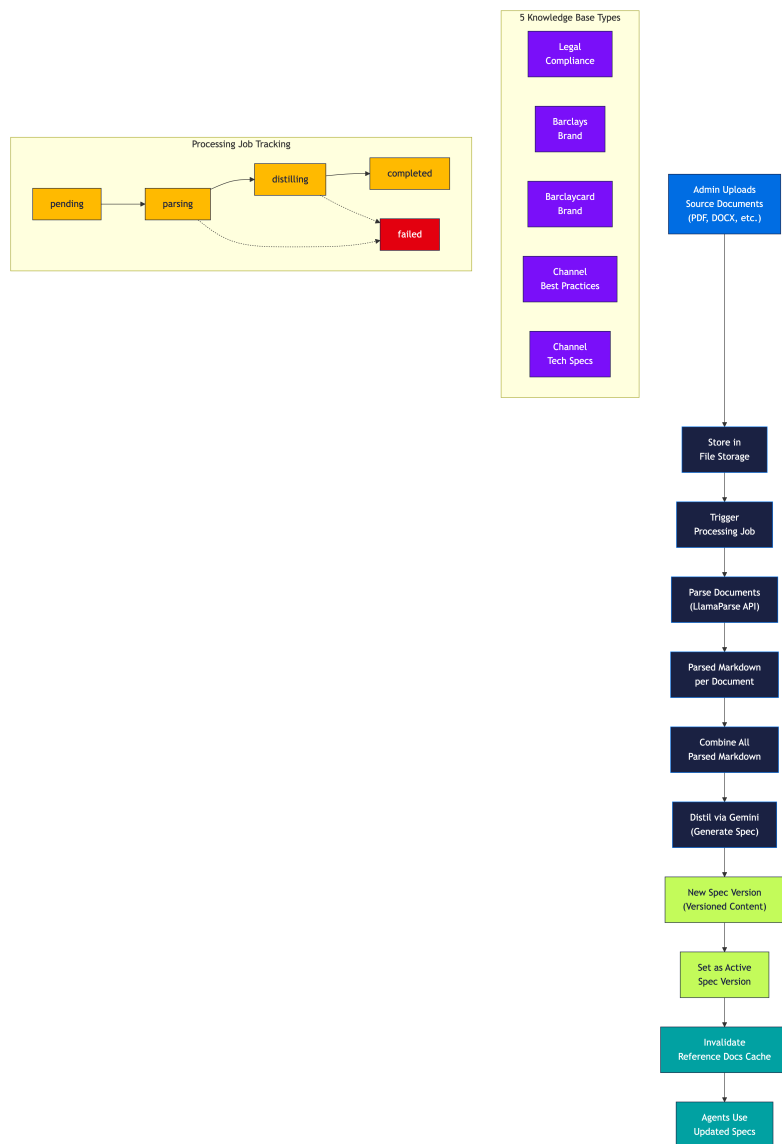 Processing Job Tracking
pending
parsing
distilling
completed
failed
5 Knowledge Base Types
Legal
Compliance
Barclays
Brand
Barclaycard
Brand
Channel
Best Practices
Channel
Tech Specs
Admin Uploads
Source Documents
(PDF, DOCX, etc.)
Store in
File Storage
Trigger
Processing Job
Parse Documents
(LlamaParse API)
Parsed Markdown
per Document
Combine All
Parsed Markdown
Distil via Gemini
(Generate Spec)
New Spec Version
(Versioned Content)
Set as Active
Spec Version
Invalidate
Reference Docs Cache
Agents Use
Updated Specs